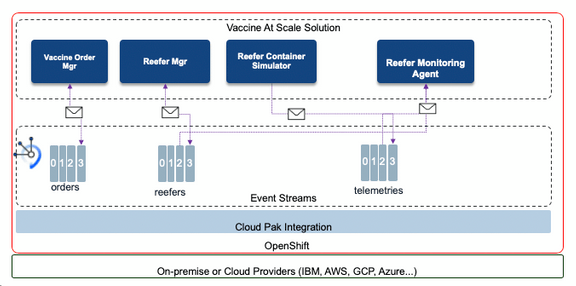 Vaccine At Scale Solution
Vaccine Order
Mgr
Reefer Mgr
Reefer Container
Simulator
Reefer Monitoring
Agent
0 1 2 3
0 1 2 3
0 1 2 3
orders
reefers
telemetries
Event Streams
Cloud Pak Integration
OpenShift
On-premise or Cloud Providers (IBM, AWS, GCP, Azure...)